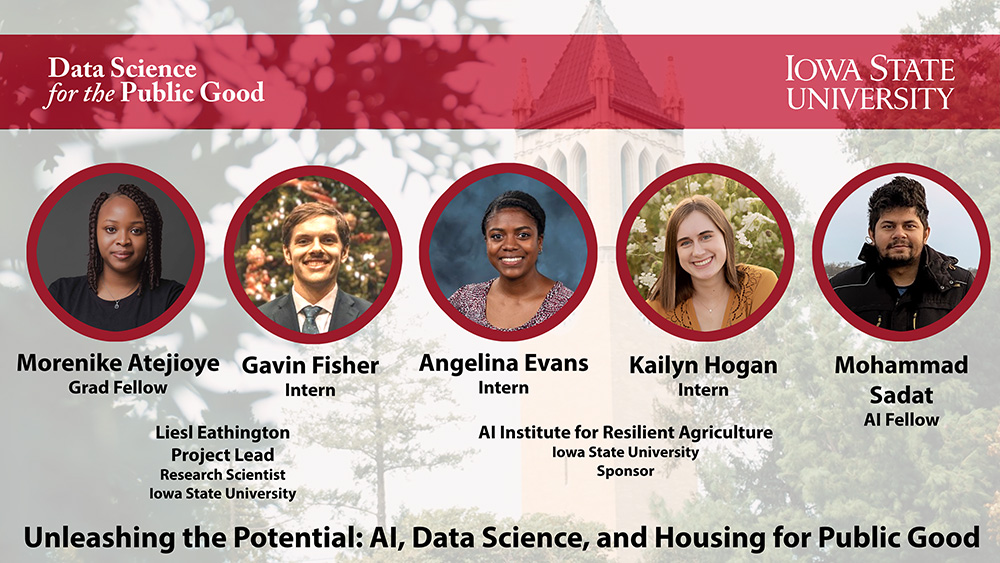 Data Science
for the Public Good
IOWA STATE
UNIVERSITY
Morenike Atejioye
Grad Fellow
Gavin Fisher
Intern
Angelina Evans
Intern
Kailyn Hogan
Intern
Mohammad
Sadat
AI Fellow
Liesl Eathington
Project Lead
Research Scientist
Iowa State University
AI Institute for Resilient Agriculture
Iowa State University
Sponsor
Unleashing the Potential: AI, Data Science, and Housing for Public Good